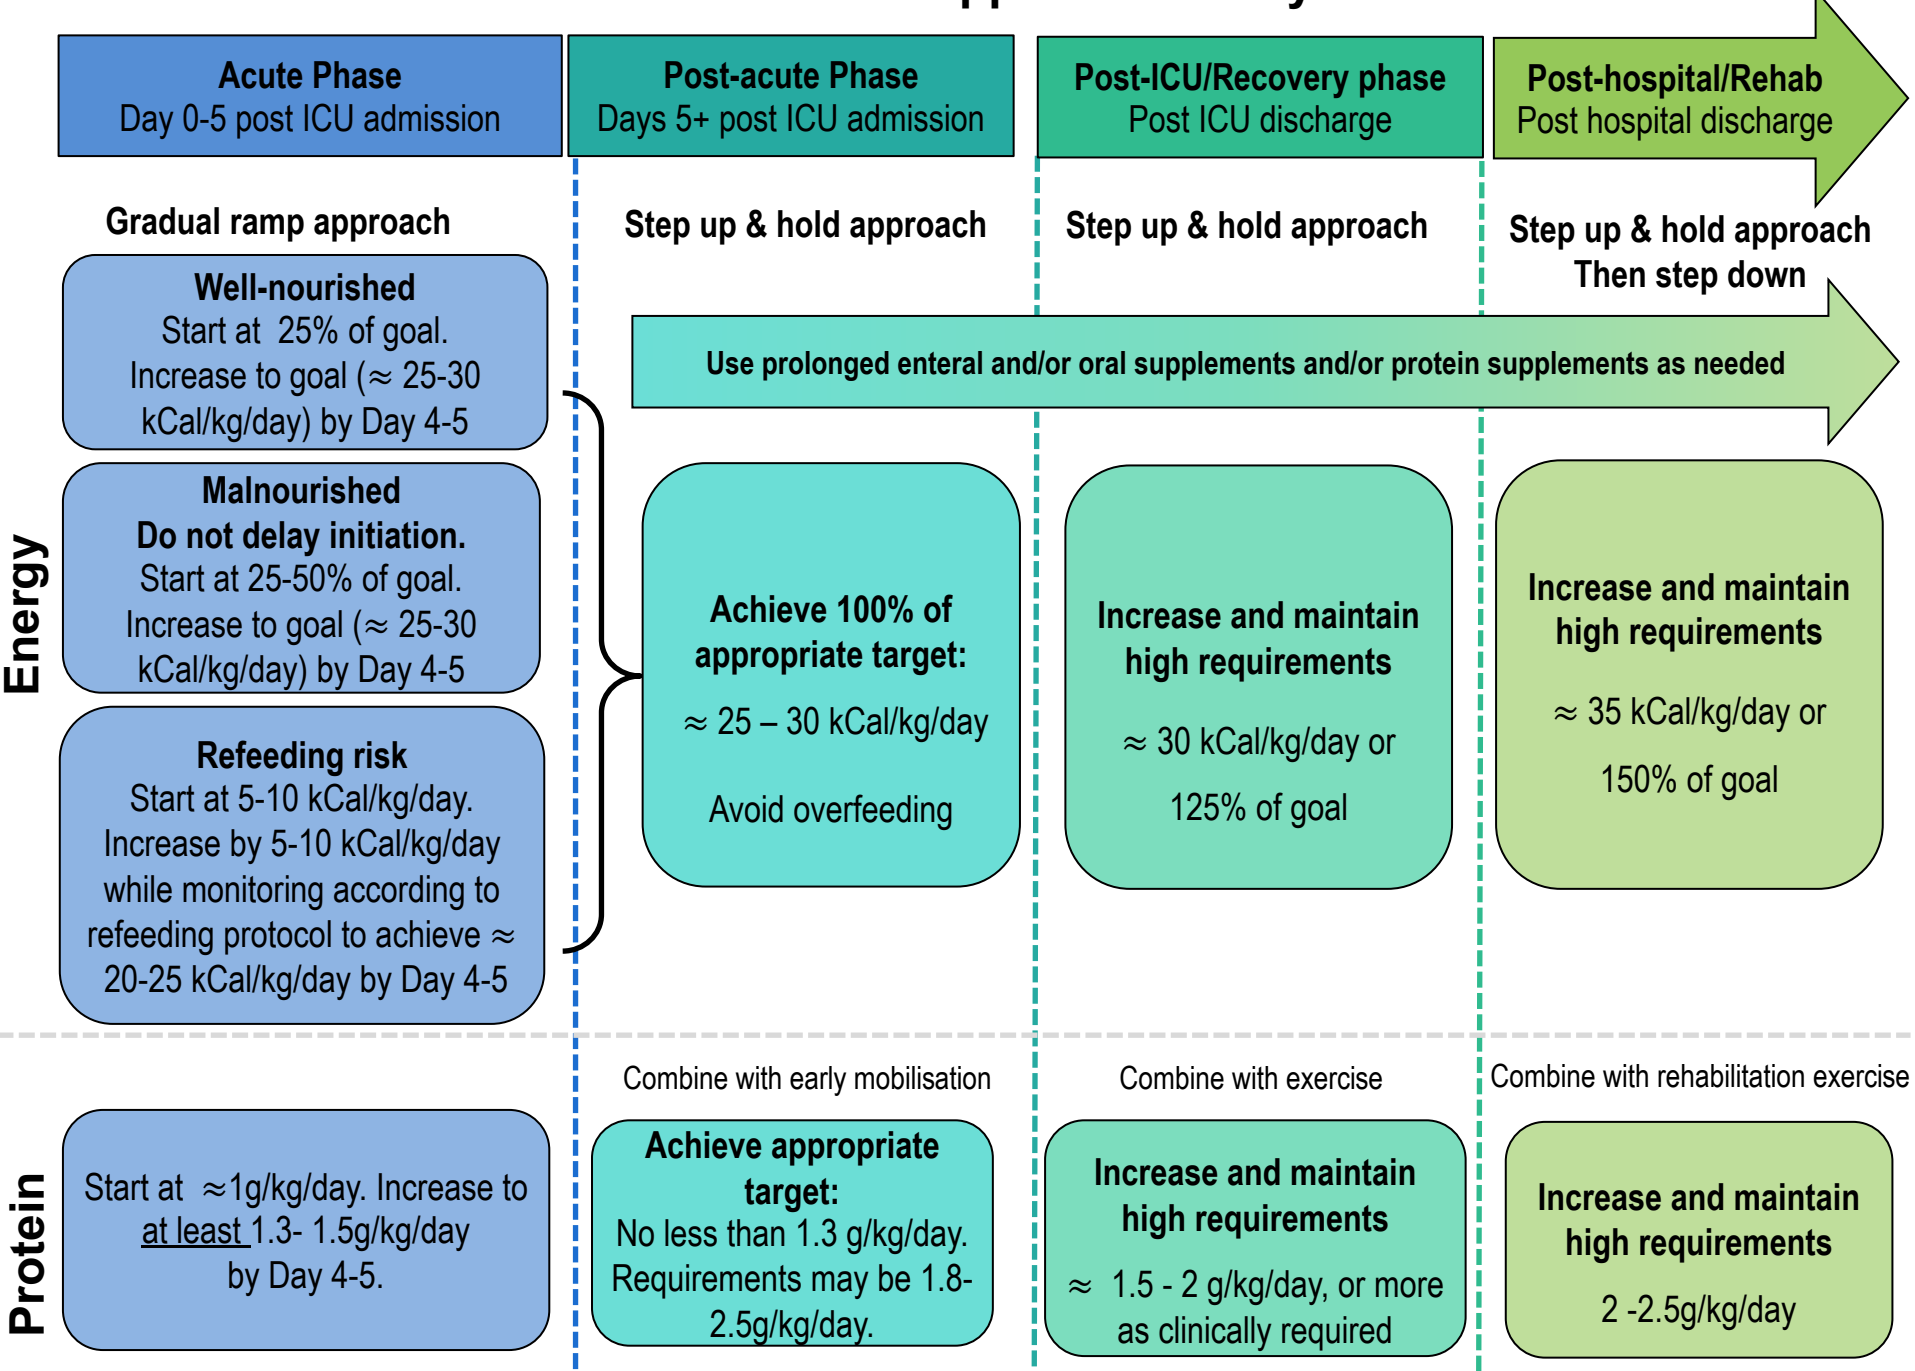 Acute Phase
Day 0-5 post ICU admission
Post-acute Phase
Days 5+ post ICU admission
Post-ICU/Recovery phase
Post ICU discharge
Post-hospital/Rehab
Post hospital discharge
Gradual ramp approach
Step up & hold approach
Step up & hold approach
Step up & hold approach
Then step down
Use prolonged enteral and/or oral supplements and/or protein supplements as needed
Energy
Well-nourished
Start at 25% of goal.
Increase to goal (≈ 25-30
kCal/kg/day) by Day 4-5
Malnourished
Do not delay initiation.
Start at 25-50% of goal.
Increase to goal (≈ 25-30
kCal/kg/day) by Day 4-5
Refeeding risk
Start at 5-10 kCal/kg/day.
Increase by 5-10 kCal/kg/day
while monitoring according to
refeeding protocol to achieve ≈
20-25 kCal/kg/day by Day 4-5
Achieve 100% of
appropriate target:
≈ 25 – 30 kCal/kg/day
Avoid overfeeding
Increase and maintain
high requirements
≈ 30 kCal/kg/day or
125% of goal
Increase and maintain
high requirements
≈ 35 kCal/kg/day or
150% of goal
Protein
Start at ≈1g/kg/day. Increase to
at least 1.3- 1.5g/kg/day
by Day 4-5.
Combine with early mobilisation
Achieve appropriate
target:
No less than 1.3 g/kg/day.
Requirements may be 1.8-
2.5g/kg/day.
Combine with exercise
Increase and maintain
high requirements
≈ 1.5 - 2 g/kg/day, or more
as clinically required
Combine with rehabilitation exercise
Increase and maintain
high requirements
2 -2.5g/kg/day